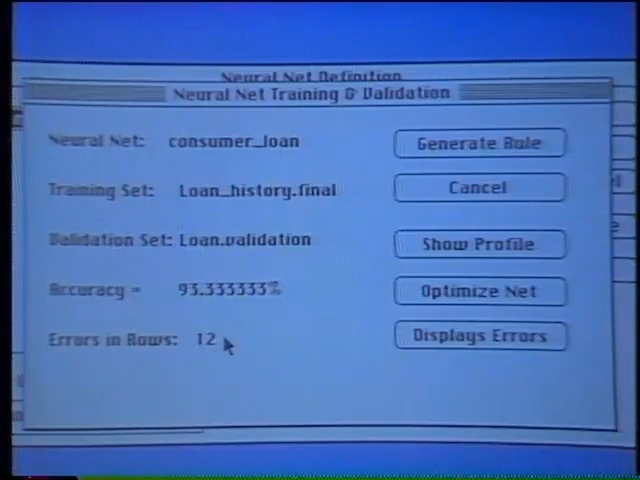 Neural Net Definition
Neural Net Training & Validation
Neural Net: consumer_loan
Generate Rule
Training Set: Loan_history.final
Cancel
Validation Set: Loan.validation
Show Profile
Accuracy = 93.333333%
Optimize Net
Errors in Rows: 12
Displays Errors